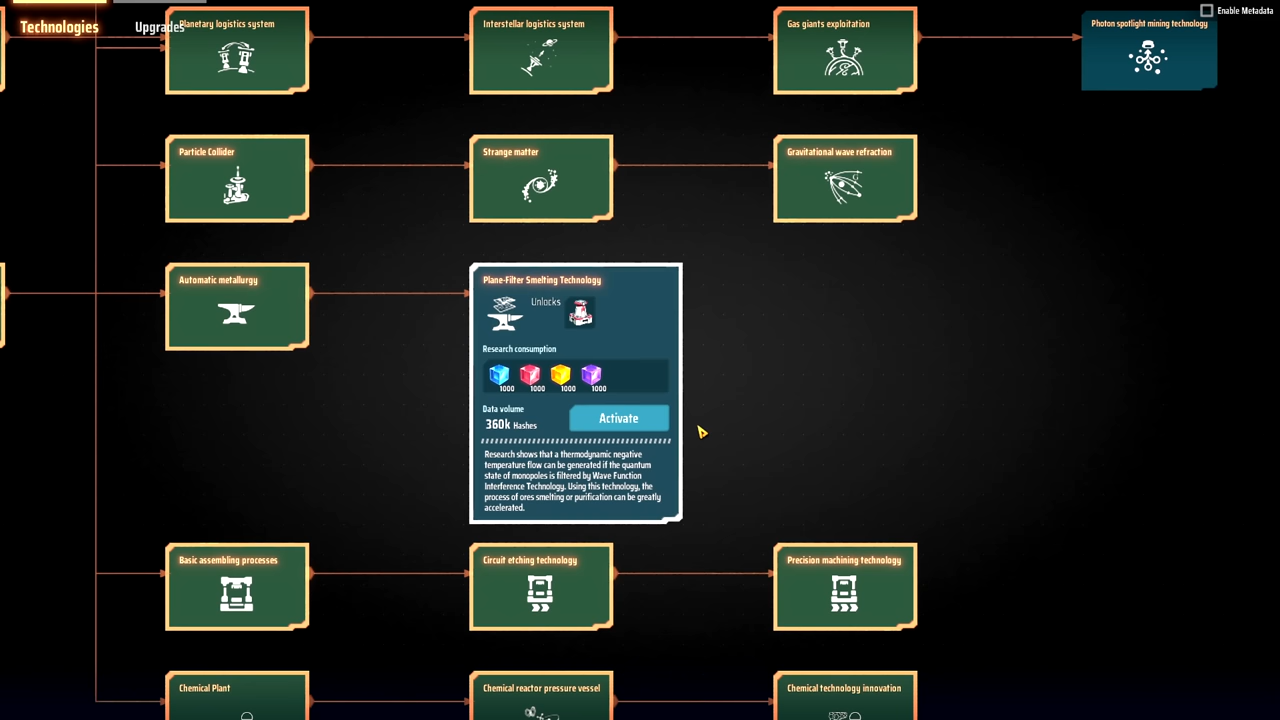 Technologies
Upgrades
Enable Metadata
Planetary logistics system
Interstellar logistics system
Gas giants exploitation
Photon spotlight mining technology
Particle Collider
Strange matter
Gravitational wave refraction
G
Automatic metallurgy
Plane-Filter Smelting Technology
Unlocks
Research consumption
1000 1000 1000 1000
Data volume
360k Hashes
Activate
Research shows that a thermodynamic negative
temperature flow can be generated if the quantum
state of monopoles is filtered by Wave Function
Interference Technology. Using this technology, the
process of ores smelting or purification can be greatly
accelerated.
Basic assembling processes
Circuit etching technology
Precision machining technology
Chemical Plant
Chemical reactor pressure vessel
Chemical technology innovation